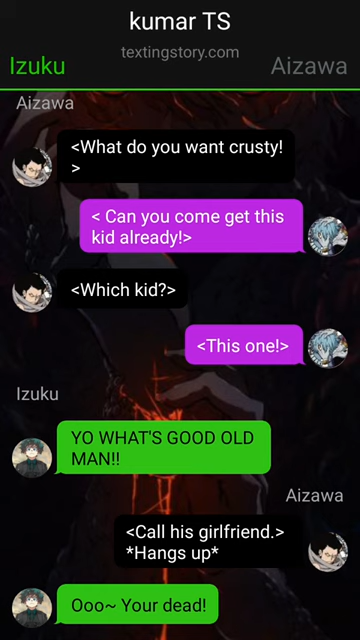 kumar TS
textingstory.com
Izuku
Aizawa
Aizawa
<What do you want crusty!
>
< Can you come get this
kid already!>
<Which kid?>
<This one!>
Izuku
YO WHAT'S GOOD OLD
MAN!!
Aizawa
<Call his girlfriend.>
*Hangs up*
Ooo~ Your dead!